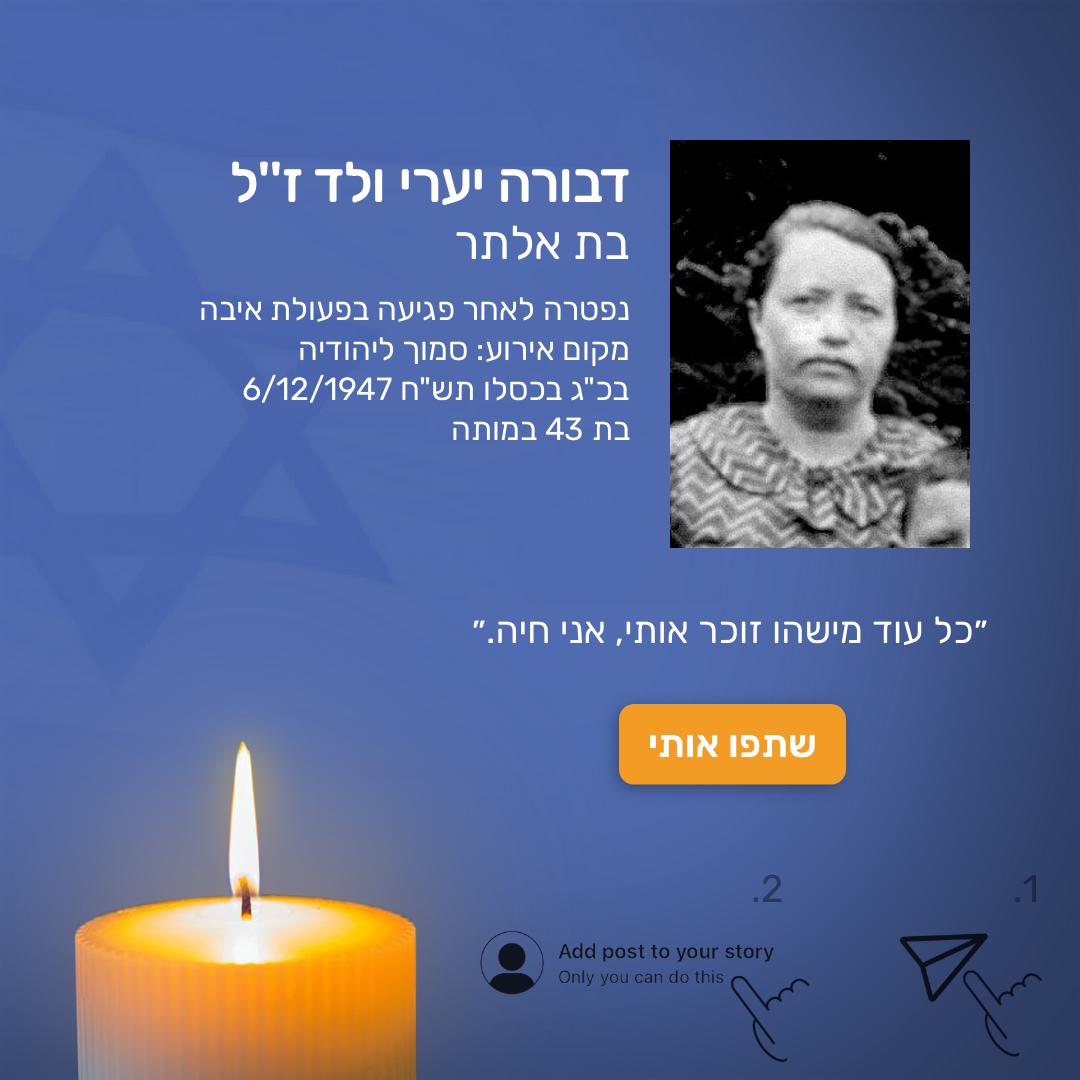 דבורה יערי ולד ז"ל
בת אלתר
נפטרה לאחר פגיעה בפעולת איבה
מקום אירוע: סמוך ליהודיה
בכ"ג בכסלו תש"ח 6/12/1947
בת 43 במותה
״כל עוד מישהו זוכר אותי, אני חיה.״
שתפו אותי
1.
2.
Add post to your story
Only you can do this